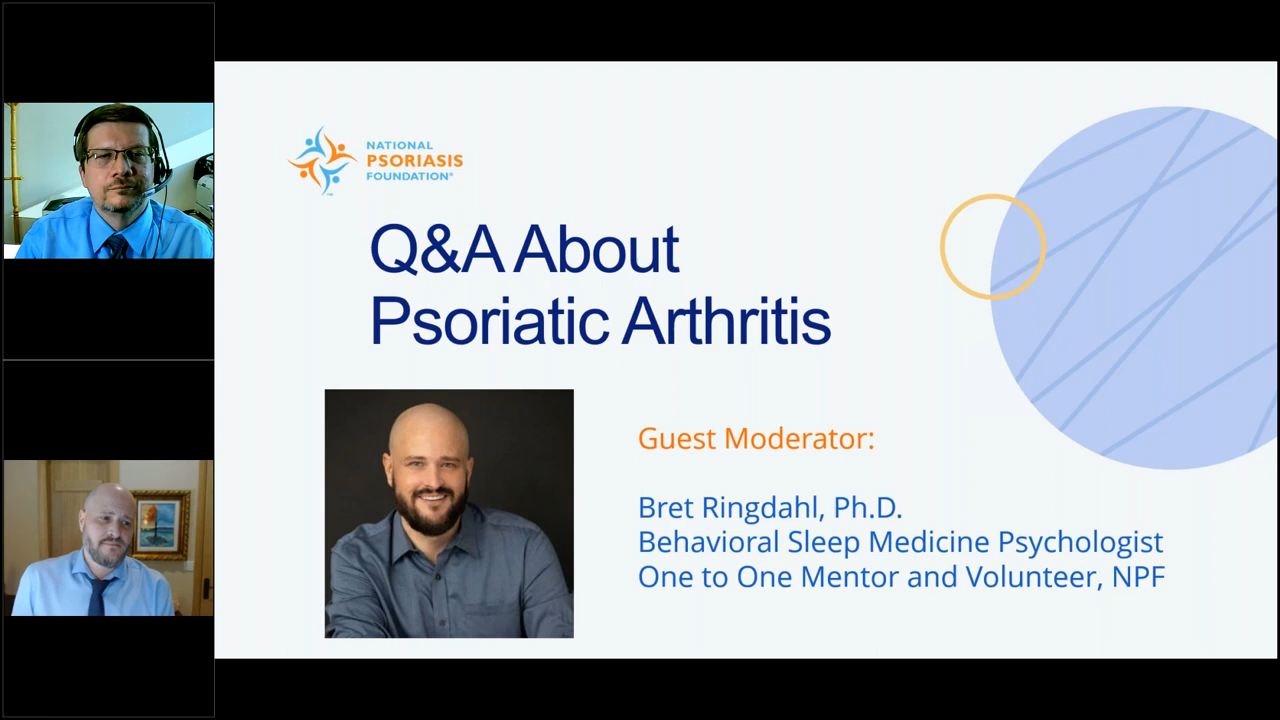 NATIONAL
PSORIASIS
FOUNDATION®
Q&A About
Psoriatic Arthritis
Guest Moderator:
Bret Ringdahl, Ph.D.
Behavioral Sleep Medicine Psychologist
One to One Mentor and Volunteer, NPF